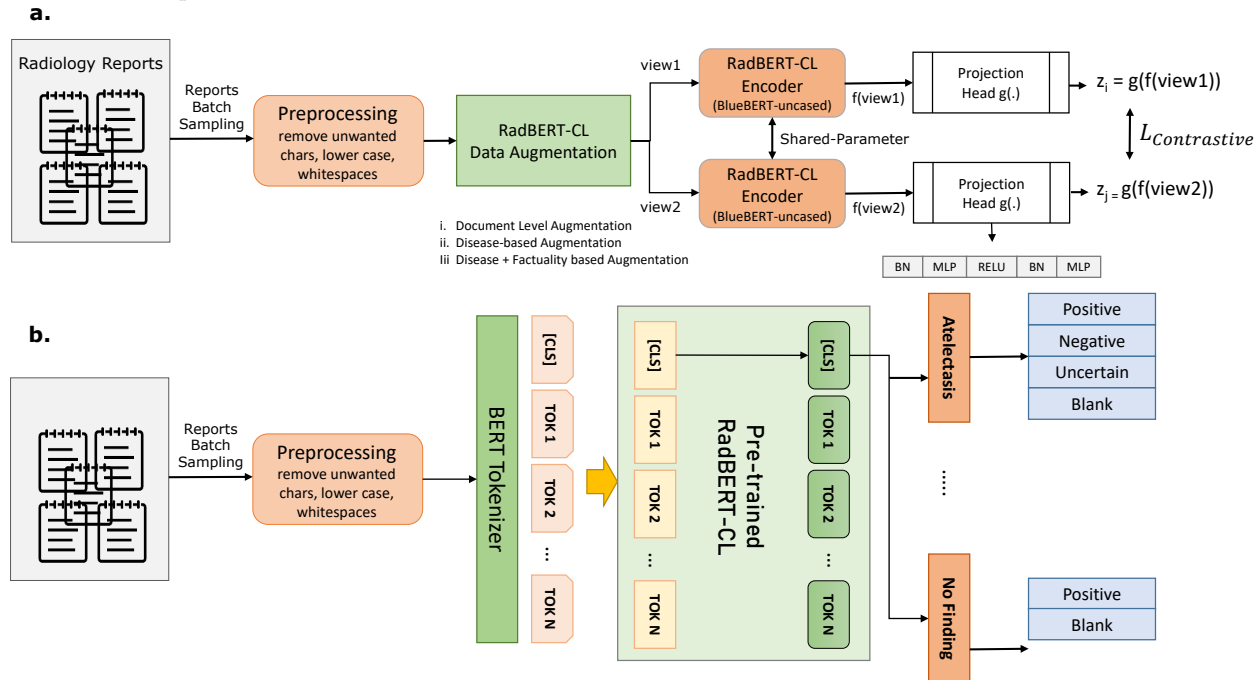 a.
Radiology Reports
Reports
Batch
Sampling
Preprocessing
remove unwanted
chars, lower case,
whitespaces
RadBERT-CL
Data Augmentation
i. Document Level Augmentation
ii. Disease-based Augmentation
Iii Disease + Factuality based Augmentation
view1
view2
RadBERT-CL
Encoder
(BlueBERT-uncased)
Shared-Parameter
RadBERT-CL
Encoder
(BlueBERT-uncased)
f(view1)
f(view2)
Projection
Head g(.)
Projection
Head g(.)
z_i = g(f(view1))
L_Contrastive
z_j = g(f(view2))
BN MLP RELU BN MLP
b.
Reports
Batch
Sampling
Preprocessing
remove unwanted
chars, lower case,
whitespaces
BERT Tokenizer
[CLS]
TOK 1
TOK 2
...
TOK N
[CLS]
TOK 1
TOK 2
...
TOK N
Pre-trained
RadBERT-CL
[CLS]
TOK 1
TOK 2
...
TOK N
Atelectasis
Positive
Negative
Uncertain
Blank
.....
No Finding
Positive
Blank